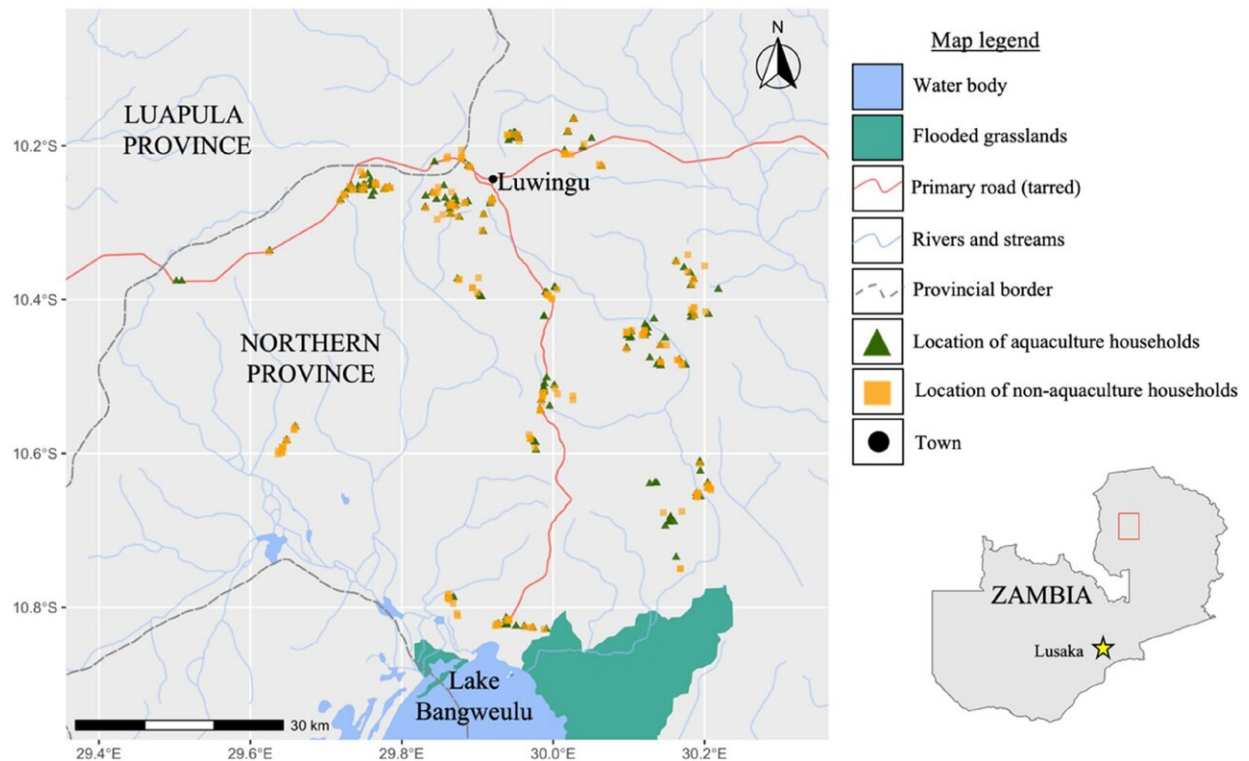 N
Map legend
Water body
Flooded grasslands
Primary road (tarred)
Rivers and streams
Provincial border
Location of aquaculture households
Location of non-aquaculture households
Town
LUAPULA
PROVINCE
Luwingu
NORTHERN
PROVINCE
Lake
Bangweulu
30 km
10.2°S
10.4°S
10.6°S
10.8°S
29.4°E
29.6°E
29.8°E
30.0°E
30.2°E
ZAMBIA
Lusaka